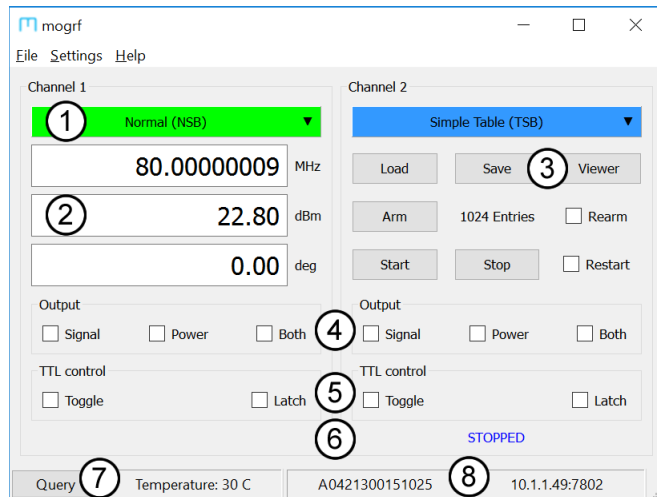 mogrf
File Settings Help
Channel 1
1 Normal (NSB) ▼
80.00000009 MHz
2 22.80 dBm
0.00 deg
Output
Signal Power Both
TTL control
Toggle Latch
Channel 2
Simple Table (TSB) ▼
Load Save 3 Viewer
Arm 1024 Entries Rearm
Start Stop Restart
4 Output
Signal Power Both
5 TTL control
Toggle Latch
6 STOPPED
Query 7 Temperature: 30 C A0421300151025 8 10.1.1.49:7802